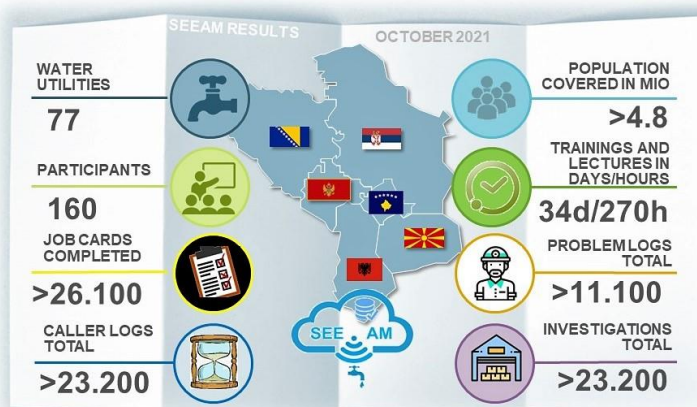 SEEAM RESULTS
OCTOBER 2021
WATER
UTILITIES
77
PARTICIPANTS
160
JOB CARDS
COMPLETED
>26.100
CALLER LOGS
TOTAL
>23.200
POPULATION
COVERED IN MIO
>4.8
TRAININGS AND
LECTURES IN
DAYS/HOURS
34d/270h
PROBLEM LOGS
TOTAL
>11.100
INVESTIGATIONS
TOTAL
>23.200
SEE AM